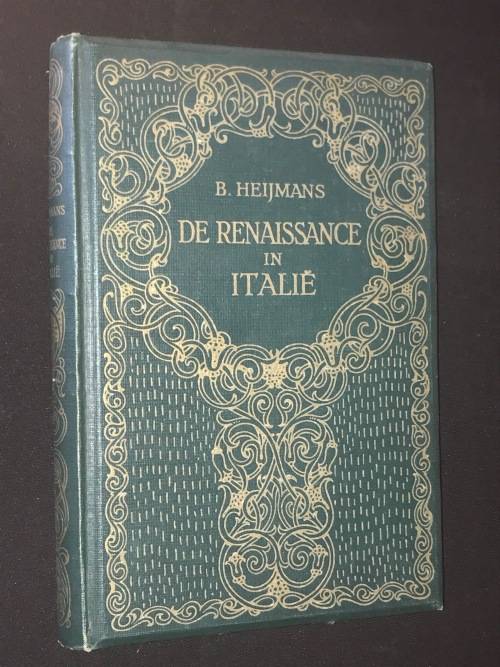 B. HEIJMANS
DE RENAISSANCE
IN
ITALIË